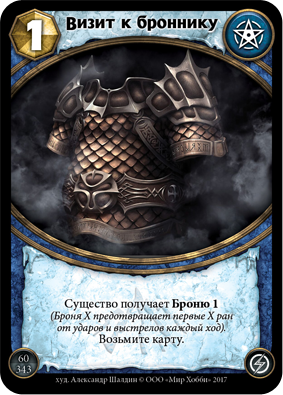 Визит к броннику
1
Существо получает Броню 1
(Броня X предотвращает первые X ран
от ударов и выстрелов каждый ход).
Возьмите карту.
60
343
худ. Александр Шалдин © ООО «Мир Хобби» 2017